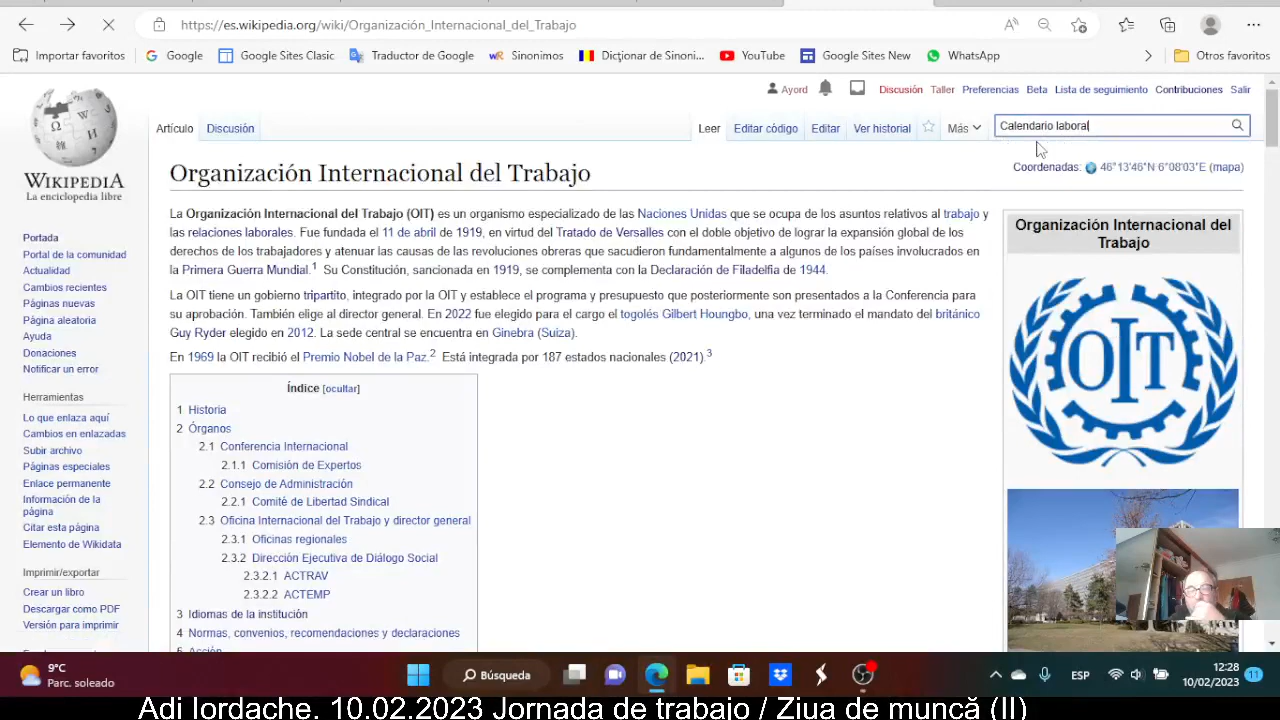 https://es.wikipedia.org/wiki/Organización_Internacional_del_Trabajo
Importar favoritos
Google
Google Sites Clasic
Traductor de Google
Sinonimos
Dicționar de Sinoni...
YouTube
Google Sites New
WhatsApp
Otros favoritos
Ayord
Discusión
Taller
Preferencias
Beta
Lista de seguimiento
Contribuciones
Salir
WIKIPEDIA
La enciclopedia libre
Artículo
Discusión
Leer
Editar código
Editar
Ver historial
Más
Calendario laboral
Coordenadas: 46°13′46″N 6°08′03″E (mapa)
Organización Internacional del Trabajo
La Organización Internacional del Trabajo (OIT) es un organismo especializado de las Naciones Unidas que se ocupa de los asuntos relativos al trabajo y
las relaciones laborales. Fue fundada el 11 de abril de 1919, en virtud del Tratado de Versalles con el doble objetivo de lograr la expansión global de los
derechos de los trabajadores y atenuar las causas de las revoluciones obreras que sacudieron fundamentalmente a algunos de los países involucrados en
la Primera Guerra Mundial.1 Su Constitución, sancionada en 1919, se complementa con la Declaración de Filadelfia de 1944.
La OIT tiene un gobierno tripartito, integrado por la OIT y establece el programa y presupuesto que posteriormente son presentados a la Conferencia para
su aprobación. También elige al director general. En 2022 fue elegido para el cargo el togolés Gilbert Houngbo, una vez terminado el mandato del británico
Guy Ryder elegido en 2012. La sede central se encuentra en Ginebra (Suiza).
En 1969 la OIT recibió el Premio Nobel de la Paz.2 Está integrada por 187 estados nacionales (2021).3
Índice [ocultar]
1 Historia
2 Órganos
2.1 Conferencia Internacional
2.1.1 Comisión de Expertos
2.2 Consejo de Administración
2.2.1 Comité de Libertad Sindical
2.3 Oficina Internacional del Trabajo y director general
2.3.1 Oficinas regionales
2.3.2 Dirección Ejecutiva de Diálogo Social
2.3.2.1 ACTRAV
2.3.2.2 ACTEMP
3 Idiomas de la institución
4 Normas, convenios, recomendaciones y declaraciones
Organización Internacional del
Trabajo
OIT
Portada
Portal de la comunidad
Actualidad
Cambios recientes
Páginas nuevas
Página aleatoria
Ayuda
Donaciones
Notificar un error
Herramientas
Lo que enlaza aquí
Cambios en enlazadas
Subir archivo
Páginas especiales
Enlace permanente
Información de la
página
Citar esta página
Elemento de Wikidata
Imprimir/exportar
Crear un libro
Descargar como PDF
Versión para imprimir
9°C
Parc. soleado
Búsqueda
ESP
12:28
10/02/2023
11
Adi Iordache. 10.02.2023 Jornada de trabajo / Ziua de muncă (II)